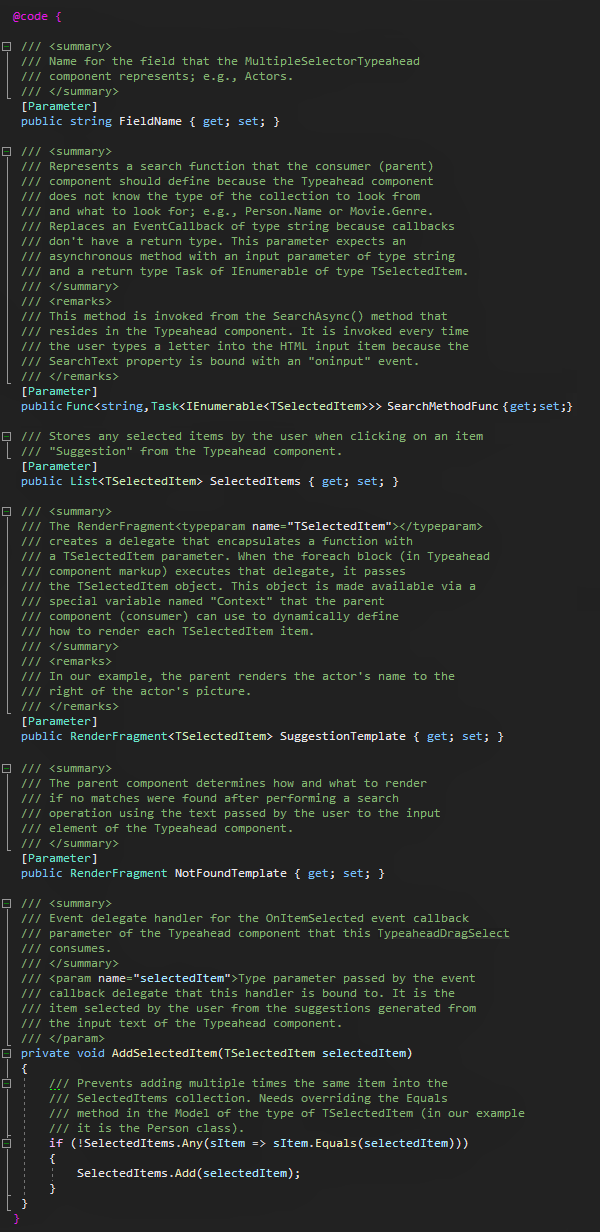 @code {
/// <summary>
/// Name for the field that the MultipleSelectorTypeahead
/// component represents; e.g., Actors.
/// </summary>
[Parameter]
public string FieldName { get; set; }
/// <summary>
/// Represents a search function that the consumer (parent)
/// component should define because the Typeahead component
/// does not know the type of the collection to look from
/// and what to look for; e.g., Person.Name or Movie.Genre.
/// Replaces an EventCallback of type string because callbacks
/// don't have a return type. This parameter expects an
/// asynchronous method with an input parameter of type string
/// and a return type Task of IEnumerable of type TSelectedItem.
/// </summary>
/// <remarks>
/// This method is invoked from the SearchAsync() method that
/// resides in the Typeahead component. It is invoked every time
/// the user types a letter into the HTML input item because the
/// SearchText property is bound with an "oninput" event.
/// </remarks>
[Parameter]
public Func<string,Task<IEnumerable<TSelectedItem>>> SearchMethodFunc {get;set;}
/// Stores any selected items by the user when clicking on an item
/// "Suggestion" from the Typeahead component.
[Parameter]
public List<TSelectedItem> SelectedItems { get; set; }
/// <summary>
/// The RenderFragment<typeparam name="TSelectedItem"></typeparam>
/// creates a delegate that encapsulates a function with
/// a TSelectedItem parameter. When the foreach block (in Typeahead
/// component markup) executes that delegate, it passes
/// the TSelectedItem object. This object is made available via a
/// special variable named "Context" that the parent
/// component (consumer) can use to dynamically define
/// how to render each TSelectedItem item.
/// </summary>
/// <remarks>
/// In our example, the parent renders the actor's name to the
/// right of the actor's picture.
/// </remarks>
[Parameter]
public RenderFragment<TSelectedItem> SuggestionTemplate { get; set; }
/// <summary>
/// The parent component determines how and what to render
/// if no matches were found after performing a search
/// operation using the text passed by the user to the input
/// element of the Typeahead component.
/// </summary>
[Parameter]
public RenderFragment NotFoundTemplate { get; set; }
/// <summary>
/// Event delegate handler for the OnItemSelected event callback
/// parameter of the Typeahead component that this TypeaheadDragSelect
/// consumes.
/// </summary>
/// <param name="selectedItem">Type parameter passed by the event
/// callback delegate that this handler is bound to. It is the
/// item selected by the user from the suggestions generated from
/// the input text of the Typeahead component.
/// </param>
private void AddSelectedItem(TSelectedItem selectedItem)
{
/// Prevents adding multiple times the same item into the
/// SelectedItems collection. Needs overriding the Equals
/// method in the Model of the type of TSelectedItem (in our example
/// it is the Person class).
if (!SelectedItems.Any(sItem => sItem.Equals(selectedItem)))
{
SelectedItems.Add(selectedItem);
}
}
}